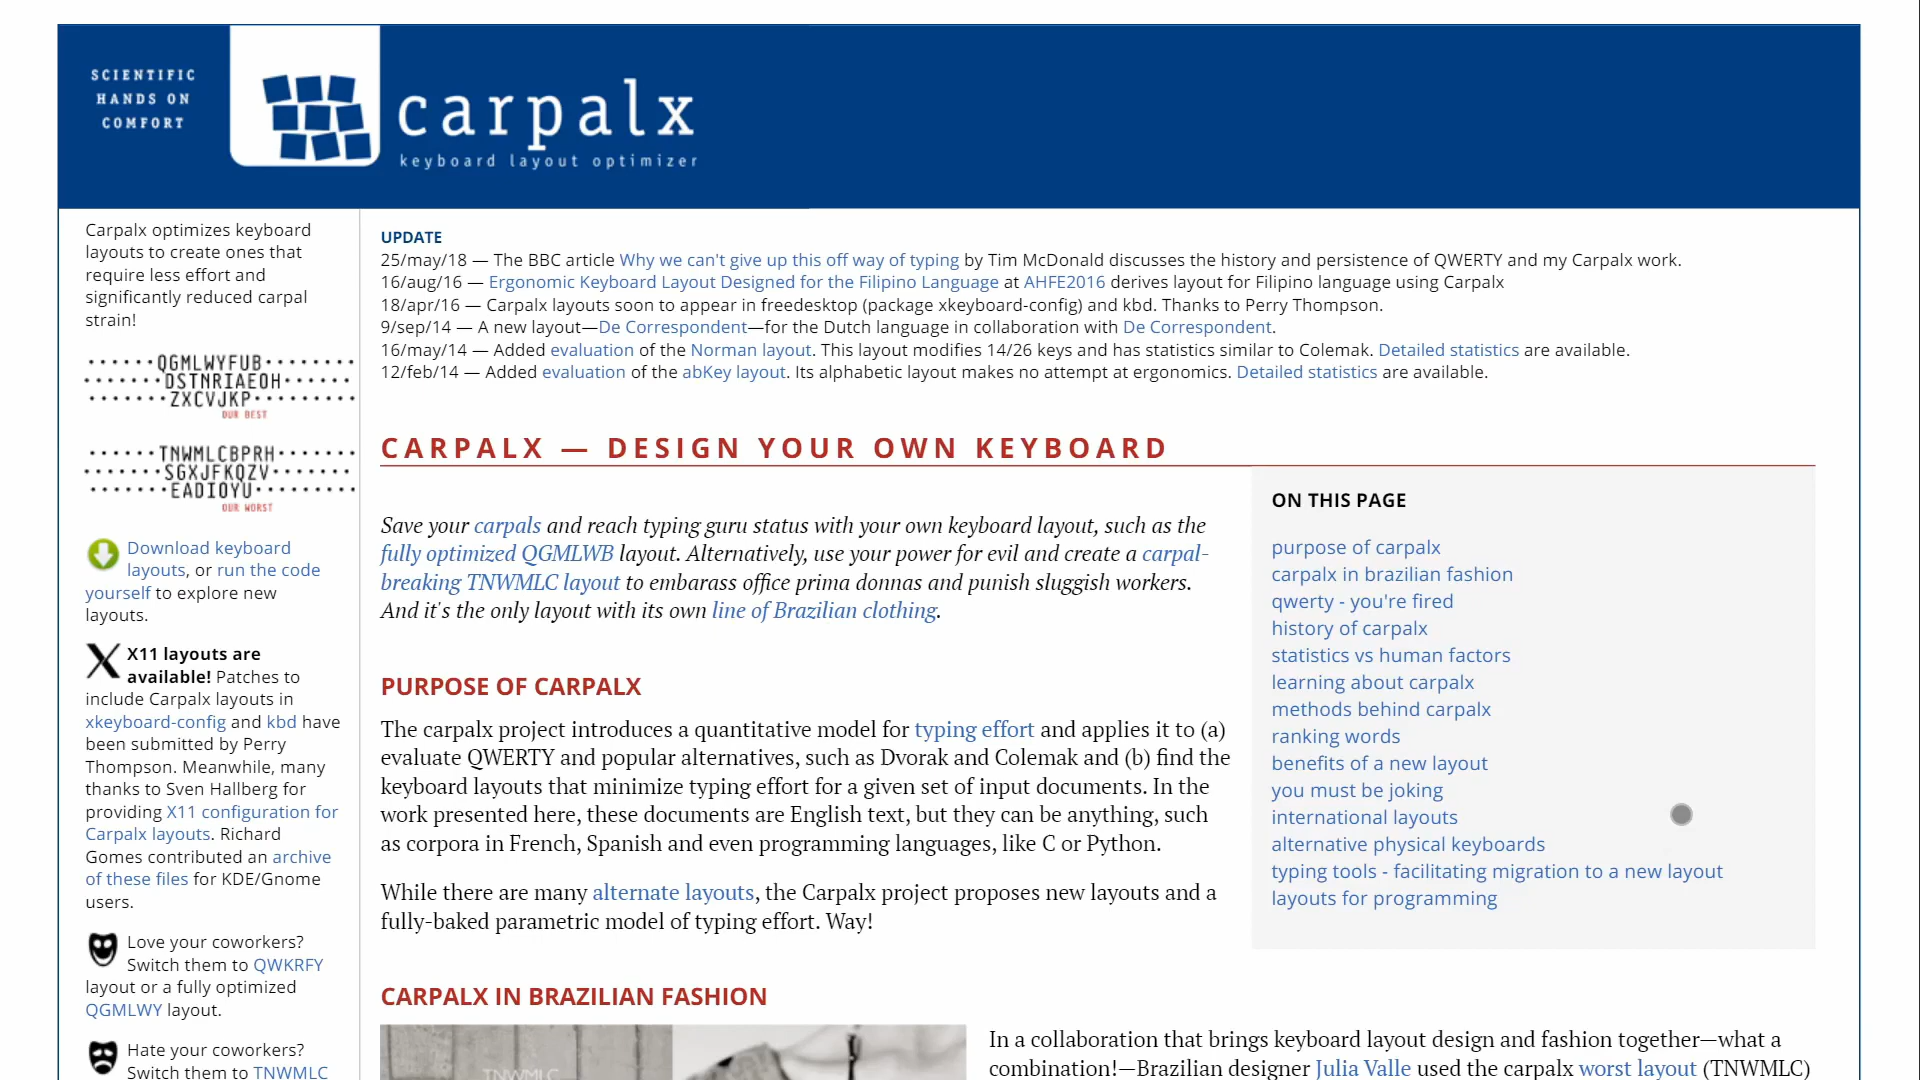 SCIENTIFIC
HANDS ON
COMFORT
carpalx
keyboard layout optimizer
Carpalx optimizes keyboard
layouts to create ones that
require less effort and
significantly reduced carpal
strain!
QGMLWYFUB
DSTNRIAEOH
ZXCVJKP
OUR BEST
TNWMLCBPRH
SGXJFKQZV
EADIOYU
OUR WORST
Download keyboard
layouts, or run the code
yourself to explore new
layouts.
X11 layouts are
available! Patches to
include Carpalx layouts in
xkeyboard-config and kbd have
been submitted by Perry
Thompson. Meanwhile, many
thanks to Sven Hallberg for
providing X11 configuration for
Carpalx layouts. Richard
Gomes contributed an archive
of these files for KDE/Gnome
users.
Love your coworkers?
Switch them to QWKRFY
layout or a fully optimized
QGMLWY layout.
Hate your coworkers?
Switch them to TNWMLC
UPDATE
25/may/18 — The BBC article Why we can't give up this off way of typing by Tim McDonald discusses the history and persistence of QWERTY and my Carpalx work.
16/aug/16 — Ergonomic Keyboard Layout Designed for the Filipino Language at AHFE2016 derives layout for Filipino language using Carpalx
18/apr/16 — Carpalx layouts soon to appear in freedesktop (package xkeyboard-config) and kbd. Thanks to Perry Thompson.
9/sep/14 — A new layout—De Correspondent—for the Dutch language in collaboration with De Correspondent.
16/may/14 — Added evaluation of the Norman layout. This layout modifies 14/26 keys and has statistics similar to Colemak. Detailed statistics are available.
12/feb/14 — Added evaluation of the abKey layout. Its alphabetic layout makes no attempt at ergonomics. Detailed statistics are available.
CARPALX — DESIGN YOUR OWN KEYBOARD
Save your carpals and reach typing guru status with your own keyboard layout, such as the
fully optimized QGMLWB layout. Alternatively, use your power for evil and create a carpal-
breaking TNWMLC layout to embarass office prima donnas and punish sluggish workers.
And it's the only layout with its own line of Brazilian clothing.
PURPOSE OF CARPALX
The carpalx project introduces a quantitative model for typing effort and applies it to (a)
evaluate QWERTY and popular alternatives, such as Dvorak and Colemak and (b) find the
keyboard layouts that minimize typing effort for a given set of input documents. In the
work presented here, these documents are English text, but they can be anything, such
as corpora in French, Spanish and even programming languages, like C or Python.
While there are many alternate layouts, the Carpalx project proposes new layouts and a
fully-baked parametric model of typing effort. Way!
ON THIS PAGE
purpose of carpalx
carpalx in brazilian fashion
qwerty - you're fired
history of carpalx
statistics vs human factors
learning about carpalx
methods behind carpalx
ranking words
benefits of a new layout
you must be joking
international layouts
alternative physical keyboards
typing tools - facilitating migration to a new layout
layouts for programming
CARPALX IN BRAZILIAN FASHION
TNWMLC
In a collaboration that brings keyboard layout design and fashion together—what a
combination!—Brazilian designer Julia Valle used the carpalx worst layout (TNWMLC)